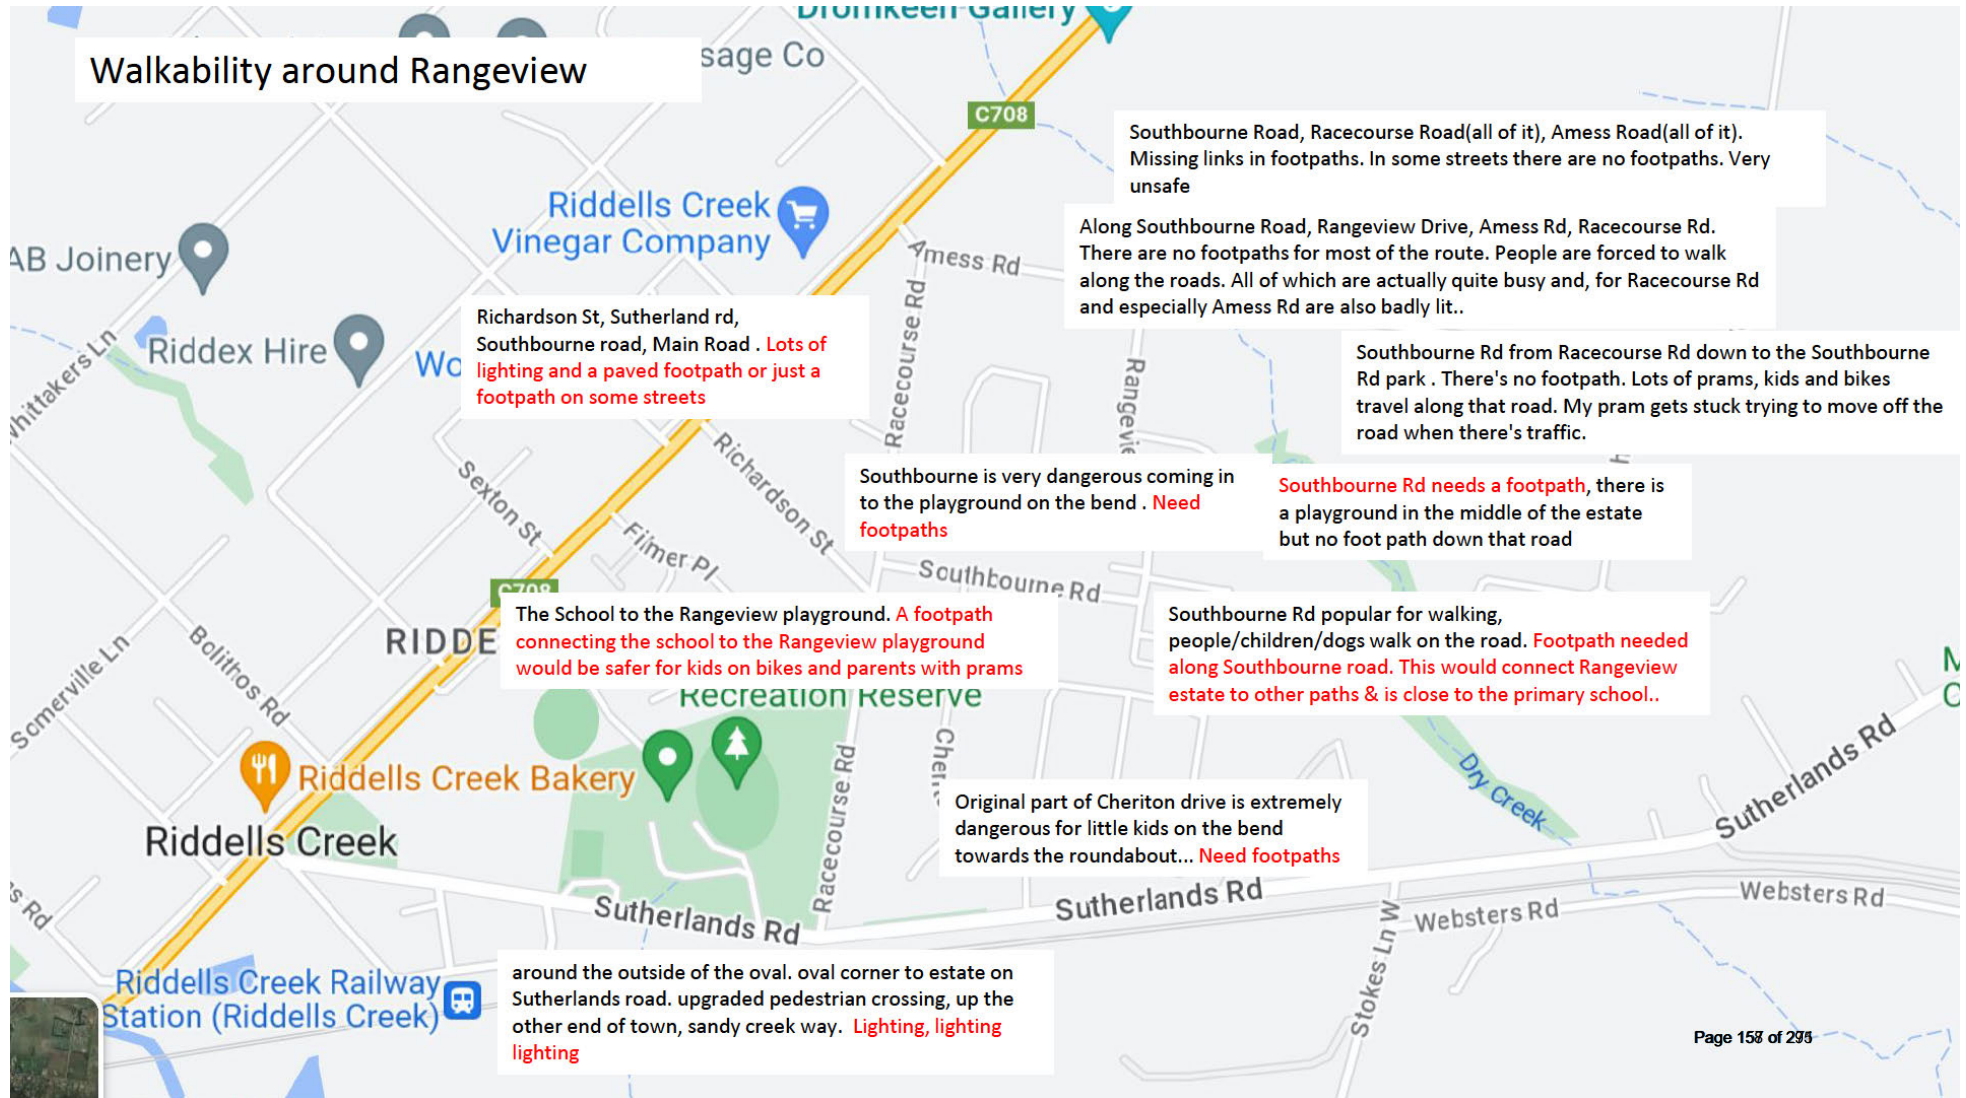 Dromkeen Gallery
Walkability around Rangeview
sage Co
C708
Southbourne Road, Racecourse Road(all of it), Amess Road(all of it).
Missing links in footpaths. In some streets there are no footpaths. Very
unsafe
Riddells Creek
Vinegar Company
Along Southbourne Road, Rangeview Drive, Amess Rd, Racecourse Rd.
There are no footpaths for most of the route. People are forced to walk
along the roads. All of which are actually quite busy and, for Racecourse Rd
and especially Amess Rd are also badly lit..
AB Joinery
Amess Rd
Richardson St, Sutherland rd,
Southbourne road, Main Road . Lots of
lighting and a paved footpath or just a
footpath on some streets
Riddex Hire
Wo
Whittakers Ln
Racecourse Rd
Rangevie
Southbourne Rd from Racecourse Rd down to the Southbourne
Rd park . There's no footpath. Lots of prams, kids and bikes
travel along that road. My pram gets stuck trying to move off the
road when there's traffic.
Sexton St
Richardson St
Filmer Pl
Southbourne is very dangerous coming in
to the playground on the bend . Need
footpaths
Southbourne Rd needs a footpath, there is
a playground in the middle of the estate
but no foot path down that road
Southbourne Rd
C708
RIDDE
The School to the Rangeview playground. A footpath
connecting the school to the Rangeview playground
would be safer for kids on bikes and parents with prams
Southbourne Rd popular for walking,
people/children/dogs walk on the road. Footpath needed
along Southbourne road. This would connect Rangeview
estate to other paths & is close to the primary school..
M
C
Somerville Ln
Bolithos Rd
Recreation Reserve
Riddells Creek Bakery
Racecourse Rd
Cheri
Dry Creek
Sutherlands Rd
Original part of Cheriton drive is extremely
dangerous for little kids on the bend
towards the roundabout... Need footpaths
Riddells Creek
s Rd
Sutherlands Rd
Sutherlands Rd
Websters Rd
Websters Rd
Stokes Ln W
Riddells Creek Railway
Station (Riddells Creek)
around the outside of the oval. oval corner to estate on
Sutherlands road. upgraded pedestrian crossing, up the
other end of town, sandy creek way. Lighting, lighting
lighting
Page of